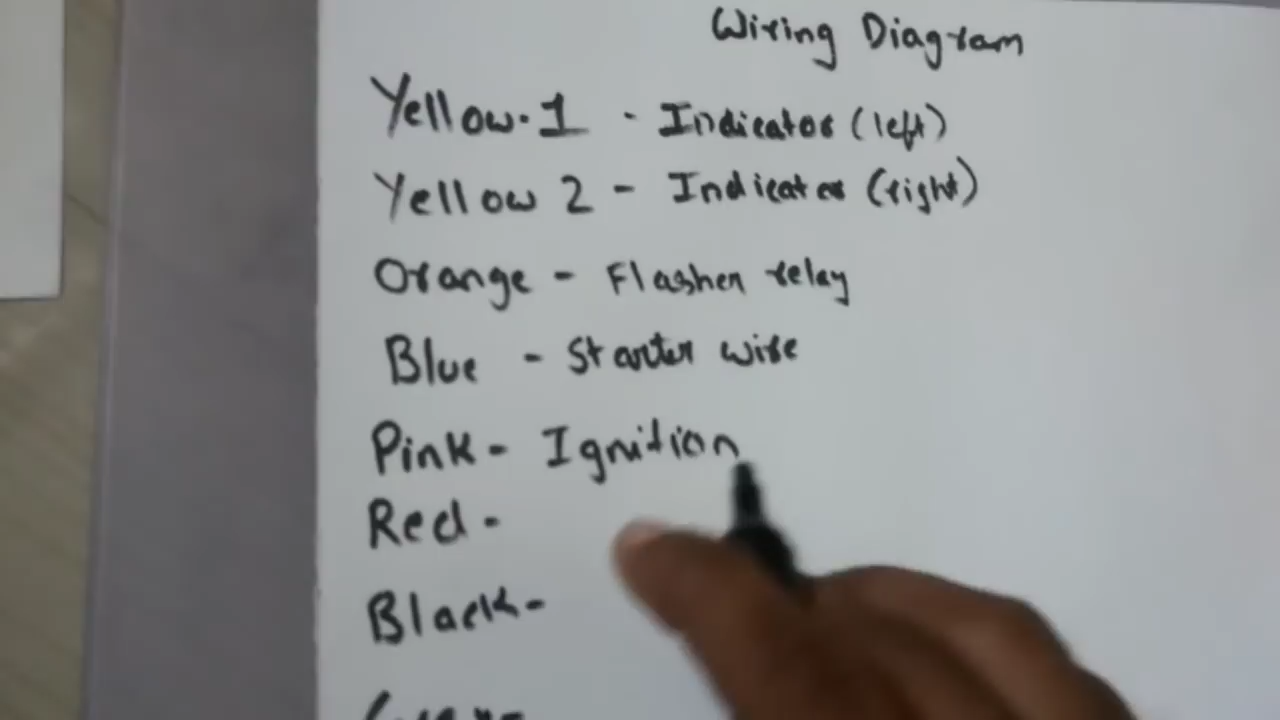 Wiring Diagram
Yellow.1 - Indicator (left)
Yellow 2 - Indicator (right)
Orange - Flasher relay
Blue - Starter wire
Pink - Ignition
Red -
Black -